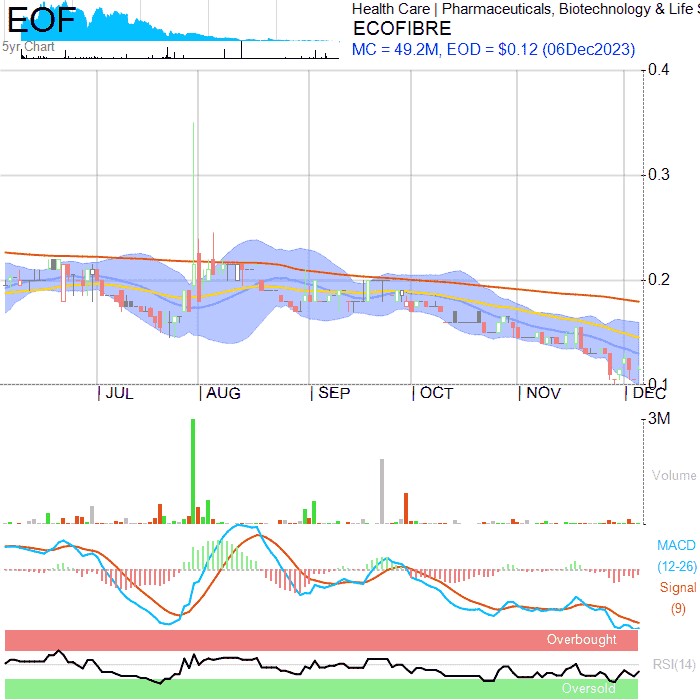 EOF
5yr Chart
Health Care | Pharmaceuticals, Biotechnology & Life S
ECOFIBRE
MC = 49.2M, EOD = $0.12 (06Dec2023)
0.4
0.3
0.2
0.1
JUL
AUG
SEP
OCT
NOV
DEC
3M
Volume
MACD
(12-26)
Signal
(9)
Overbought
RSI(14)
Oversold